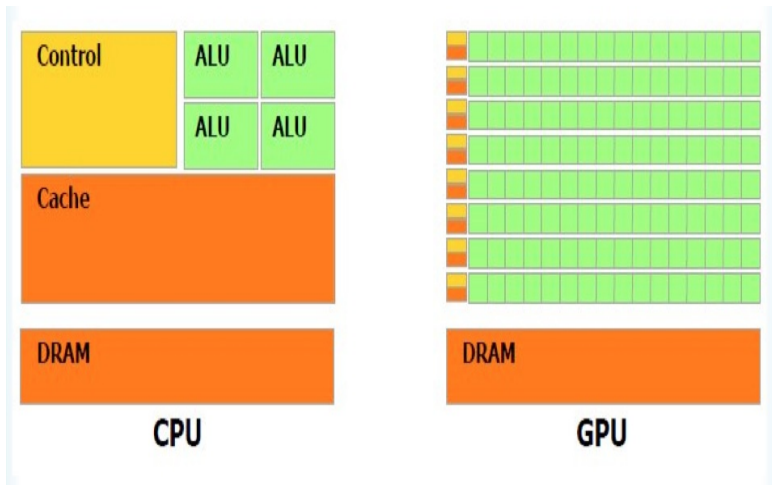 Control
ALU ALU
ALU ALU
Cache
DRAM
CPU
DRAM
GPU